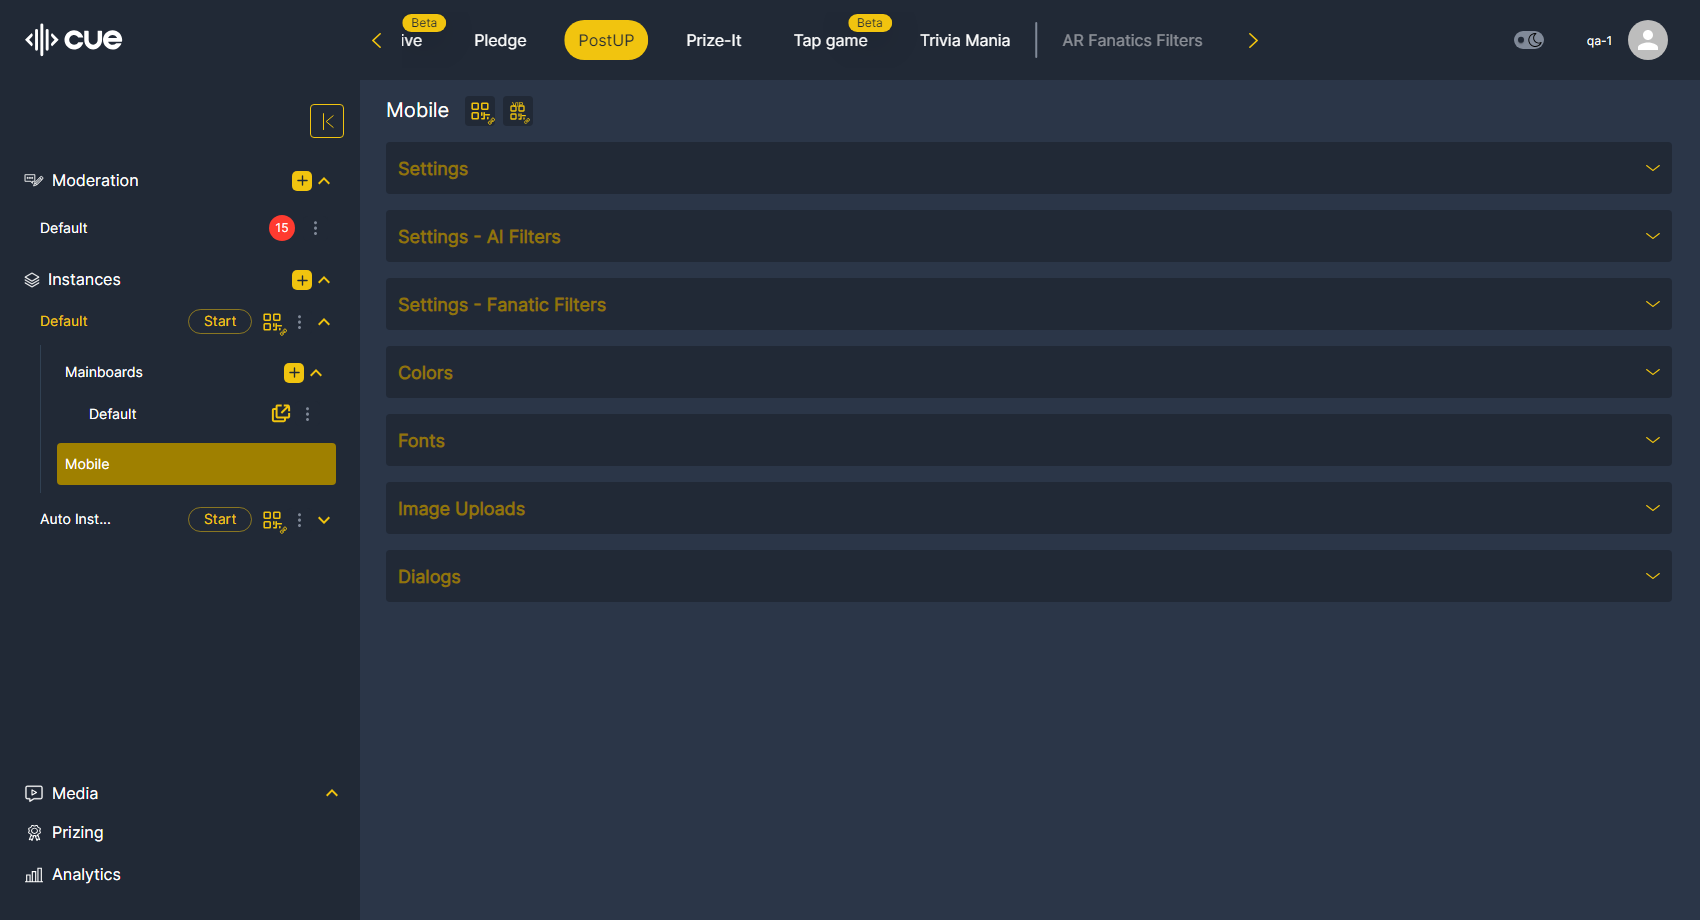 cue
Beta
ive
Pledge
PostUP
Prize-It
Beta
Tap game
Trivia Mania
AR Fanatics Filters
qa-1
Moderation
Default
15
Instances
Default
Start
Mainboards
Default
Mobile
Auto Inst...
Start
Media
Prizing
Analytics
Mobile
VIP
Settings
Settings - AI Filters
Settings - Fanatic Filters
Colors
Fonts
Image Uploads
Dialogs